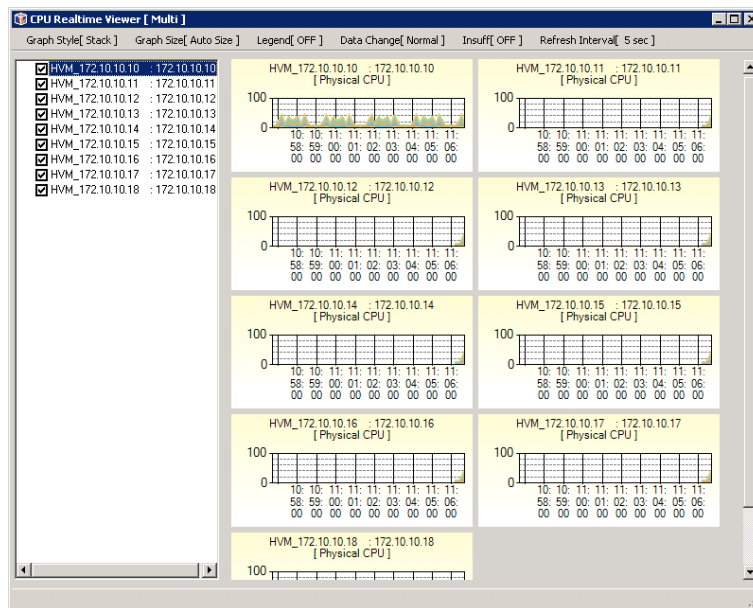 CPU Realtime Viewer [ Multi ]
Graph Style[ Stack ] Graph Size[ Auto Size ] Legend[ OFF ] Data Change[ Normal ] Insuff[ OFF ] Refresh Interval[ 5 sec ]
HVM_172.10.10.10 : 172.10.10.10
HVM_172.10.10.11 : 172.10.10.11
HVM_172.10.10.12 : 172.10.10.12
HVM_172.10.10.13 : 172.10.10.13
HVM_172.10.10.14 : 172.10.10.14
HVM_172.10.10.15 : 172.10.10.15
HVM_172.10.10.16 : 172.10.10.16
HVM_172.10.10.17 : 172.10.10.17
HVM_172.10.10.18 : 172.10.10.18
HVM_172.10.10.10 : 172.10.10.10
[ Physical CPU ]
100
0
10: 10: 11: 11: 11: 11: 11: 11: 11:
58: 59: 00: 01: 02: 03: 04: 05: 06:
00 00 00 00 00 00 00 00 00
HVM_172.10.10.11 : 172.10.10.11
[ Physical CPU ]
100
0
10: 10: 11: 11: 11: 11: 11: 11: 11:
58: 59: 00: 01: 02: 03: 04: 05: 06:
00 00 00 00 00 00 00 00 00
HVM_172.10.10.12 : 172.10.10.12
[ Physical CPU ]
100
0
10: 10: 11: 11: 11: 11: 11: 11: 11:
58: 59: 00: 01: 02: 03: 04: 05: 06:
00 00 00 00 00 00 00 00 00
HVM_172.10.10.13 : 172.10.10.13
[ Physical CPU ]
100
0
10: 10: 11: 11: 11: 11: 11: 11: 11:
58: 59: 00: 01: 02: 03: 04: 05: 06:
00 00 00 00 00 00 00 00 00
HVM_172.10.10.14 : 172.10.10.14
[ Physical CPU ]
100
0
10: 10: 11: 11: 11: 11: 11: 11: 11:
58: 59: 00: 01: 02: 03: 04: 05: 06:
00 00 00 00 00 00 00 00 00
HVM_172.10.10.15 : 172.10.10.15
[ Physical CPU ]
100
0
10: 10: 11: 11: 11: 11: 11: 11: 11:
58: 59: 00: 01: 02: 03: 04: 05: 06:
00 00 00 00 00 00 00 00 00
HVM_172.10.10.16 : 172.10.10.16
[ Physical CPU ]
100
0
10: 10: 11: 11: 11: 11: 11: 11: 11:
58: 59: 00: 01: 02: 03: 04: 05: 06:
00 00 00 00 00 00 00 00 00
HVM_172.10.10.17 : 172.10.10.17
[ Physical CPU ]
100
0
10: 10: 11: 11: 11: 11: 11: 11: 11:
58: 59: 00: 01: 02: 03: 04: 05: 06:
00 00 00 00 00 00 00 00 00
HVM_172.10.10.18 : 172.10.10.18
[ Physical CPU ]
100